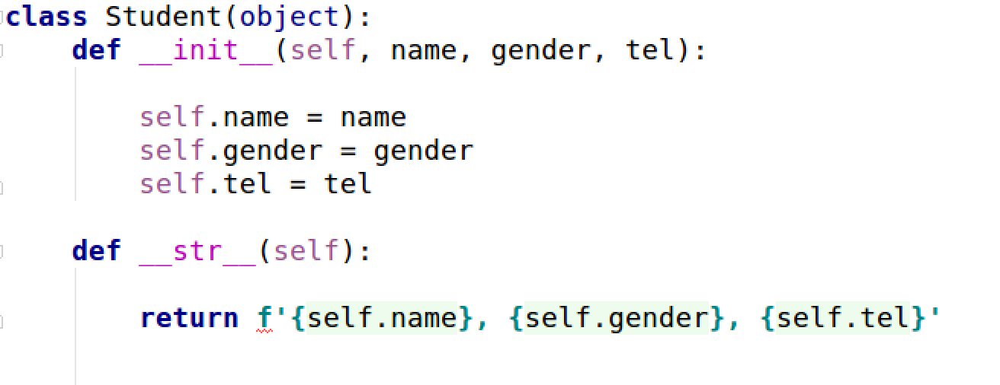 class Student(object):
    def __init__(self, name, gender, tel):
        self.name = name
        self.gender = gender
        self.tel = tel
    def __str__(self):
        return f'{self.name}, {self.gender}, {self.tel}'